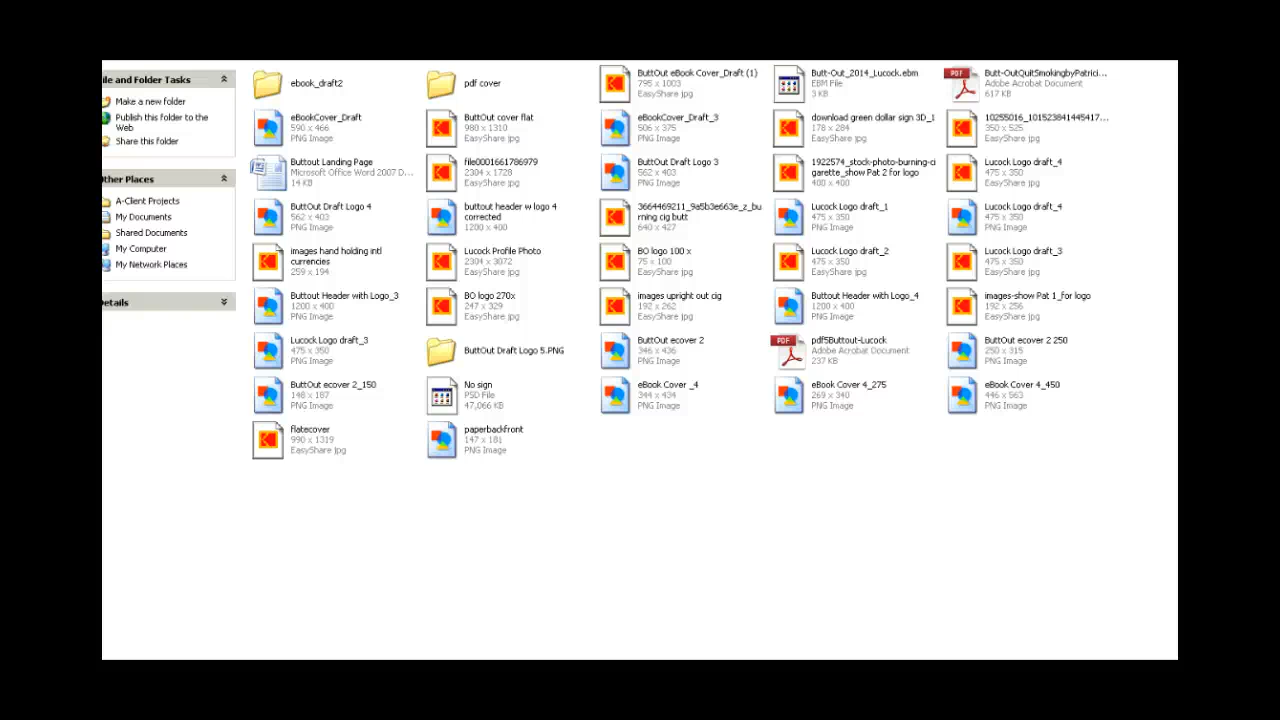 ile and Folder Tasks
Make a new folder
Publish this folder to the
Web
Share this folder
Other Places
A-Client Projects
My Documents
Shared Documents
My Computer
My Network Places
Details
ebook_draft2
pdf cover
ButtOut eBook Cover_Draft (1)
795 x 1003
EasyShare jpg
Butt-Out_2014_Lucock.ebm
EBM File
3 KB
Butt-OutQuitSmokingbyPatrici...
Adobe Acrobat Document
617 KB
eBookCover_Draft
590 x 466
PNG Image
ButtOut cover flat
980 x 1310
EasyShare jpg
eBookCover_Draft_3
506 x 375
PNG Image
download green dollar sign 3D_1
178 x 284
EasyShare jpg
10255016_101523841445417...
350 x 525
EasyShare jpg
Buttout Landing Page
Microsoft Office Word 2007 D...
14 KB
file0001661786979
2304 x 1728
EasyShare jpg
ButtOut Draft Logo 3
562 x 403
PNG Image
1922574_stock-photo-burning-ci
garette_show Pat 2 for logo
400 x 400
Lucock Logo draft_4
475 x 350
EasyShare jpg
ButtOut Draft Logo 4
562 x 403
PNG Image
buttout header w logo 4
corrected
1200 x 400
3664469211_9a5b3e663e_z_bu
rning cig butt
640 x 427
Lucock Logo draft_1
475 x 350
PNG Image
Lucock Logo draft_4
475 x 350
PNG Image
images hand holding intl
currencies
259 x 194
Lucock Profile Photo
2304 x 3072
EasyShare jpg
BO logo 100 x
75 x 100
EasyShare jpg
Lucock Logo draft_2
475 x 350
EasyShare jpg
Lucock Logo draft_3
475 x 350
EasyShare jpg
Buttout Header with Logo_3
1200 x 400
PNG Image
BO logo 270x
247 x 329
EasyShare jpg
images upright out cig
192 x 262
EasyShare jpg
Buttout Header with Logo_4
1200 x 400
PNG Image
images-show Pat 1_for logo
192 x 256
EasyShare jpg
Lucock Logo draft_3
475 x 350
PNG Image
ButtOut Draft Logo 5.PNG
ButtOut ecover 2
346 x 436
PNG Image
pdf5Buttout-Lucock
Adobe Acrobat Document
237 KB
ButtOut ecover 2 250
250 x 315
PNG Image
ButtOut ecover 2_150
148 x 187
PNG Image
No sign
PSD File
47,066 KB
eBook Cover _4
344 x 434
PNG Image
eBook Cover 4_275
269 x 340
PNG Image
eBook Cover 4_450
446 x 563
PNG Image
flatecover
990 x 1319
EasyShare jpg
paperbackfront
147 x 181
PNG Image